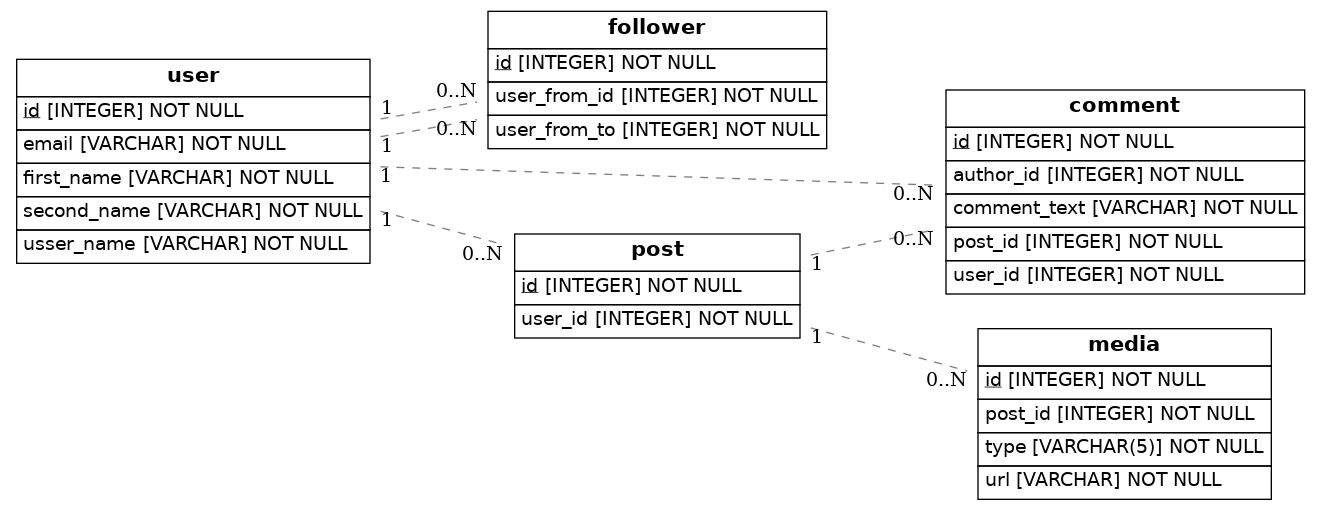 user
id [INTEGER] NOT NULL
email [VARCHAR] NOT NULL
first_name [VARCHAR] NOT NULL
second_name [VARCHAR] NOT NULL
usser_name [VARCHAR] NOT NULL
1
0..N
1
0..N
1
0..N
1
0..N
follower
id [INTEGER] NOT NULL
user_from_id [INTEGER] NOT NULL
user_from_to [INTEGER] NOT NULL
post
id [INTEGER] NOT NULL
user_id [INTEGER] NOT NULL
1
0..N
1
0..N
comment
id [INTEGER] NOT NULL
author_id [INTEGER] NOT NULL
comment_text [VARCHAR] NOT NULL
post_id [INTEGER] NOT NULL
user_id [INTEGER] NOT NULL
media
id [INTEGER] NOT NULL
post_id [INTEGER] NOT NULL
type [VARCHAR(5)] NOT NULL
url [VARCHAR] NOT NULL